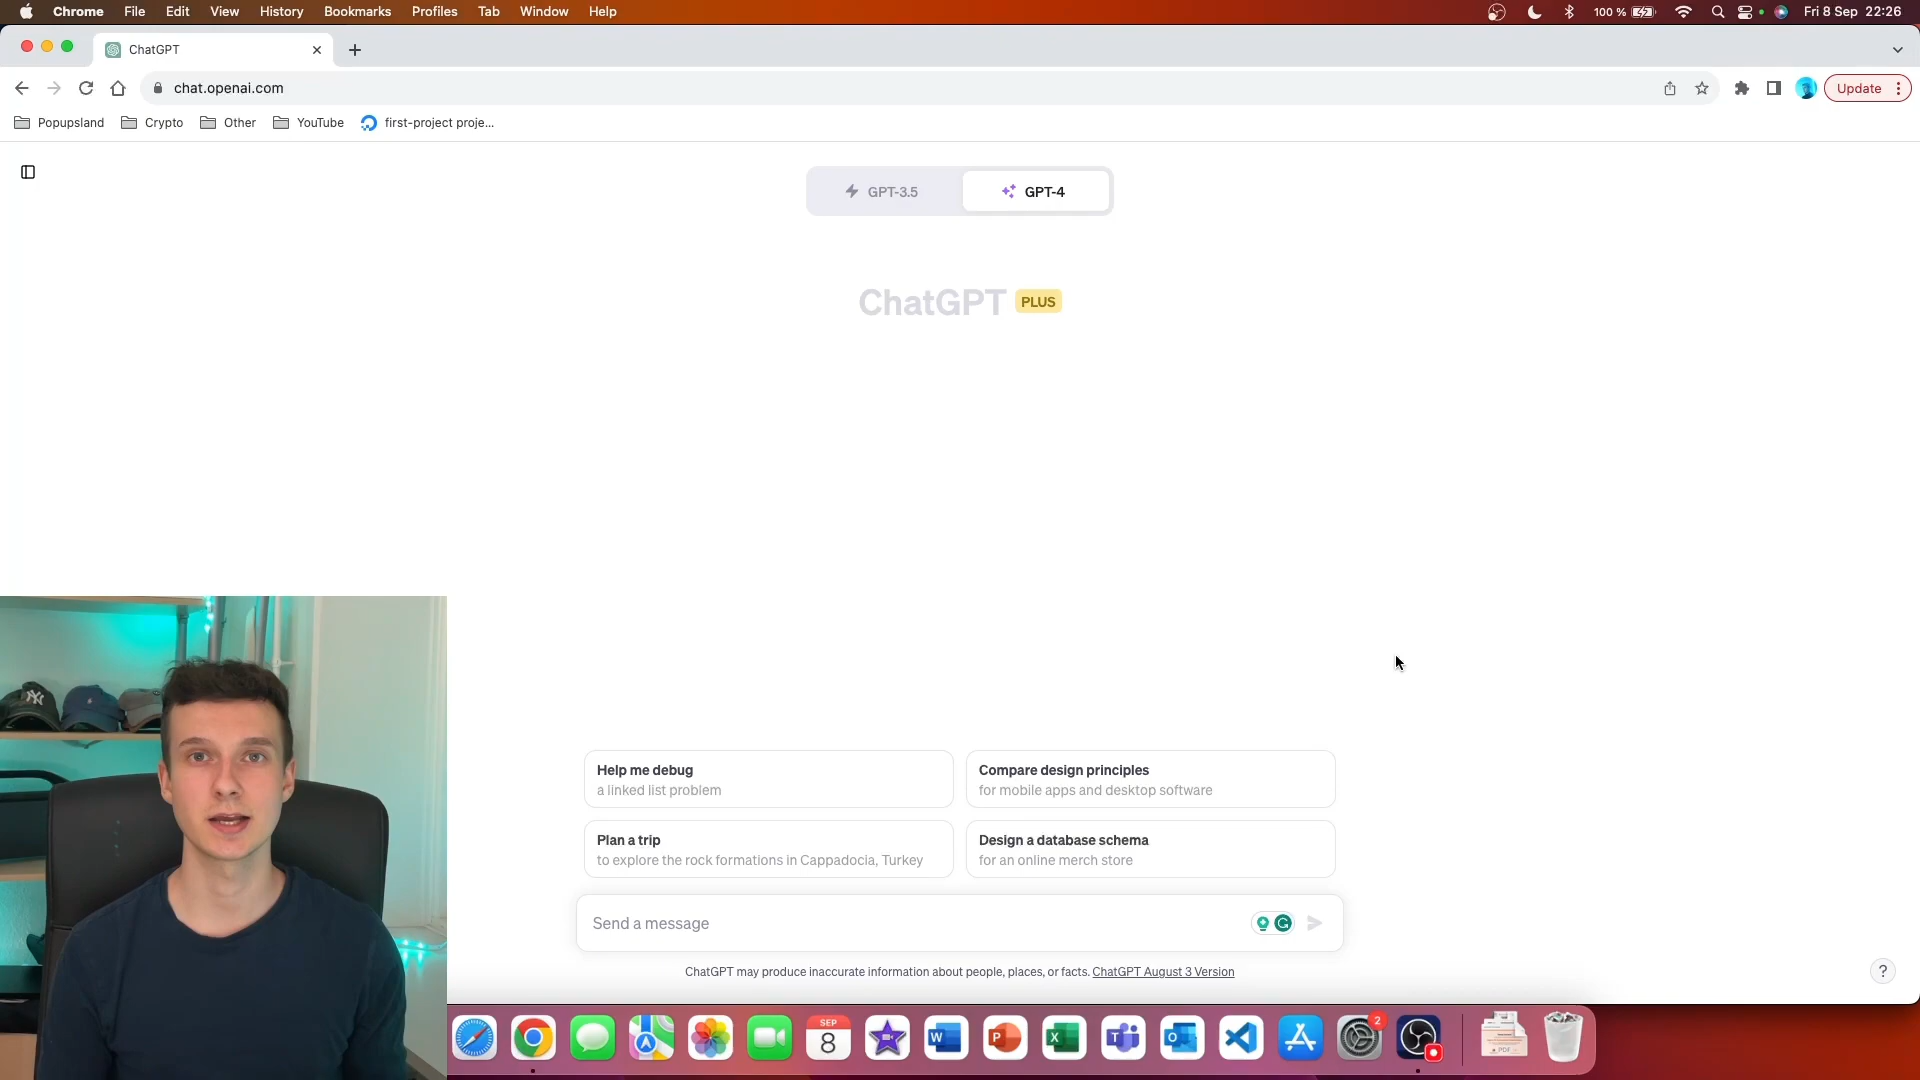 Chrome File Edit View History Bookmarks Profiles Tab Window Help 100 % Fri 8 Sep 22:26
ChatGPT
chat.openai.com
Update
Popupsland Crypto Other YouTube first-project proje...
GPT-3.5 GPT-4
ChatGPT PLUS
Help me debug
a linked list problem
Compare design principles
for mobile apps and desktop software
Plan a trip
to explore the rock formations in Cappadocia, Turkey
Design a database schema
for an online merch store
Send a message
ChatGPT may produce inaccurate information about people, places, or facts. ChatGPT August 3 Version
?
SEP
8
W
P
X
T
O
2
PDF